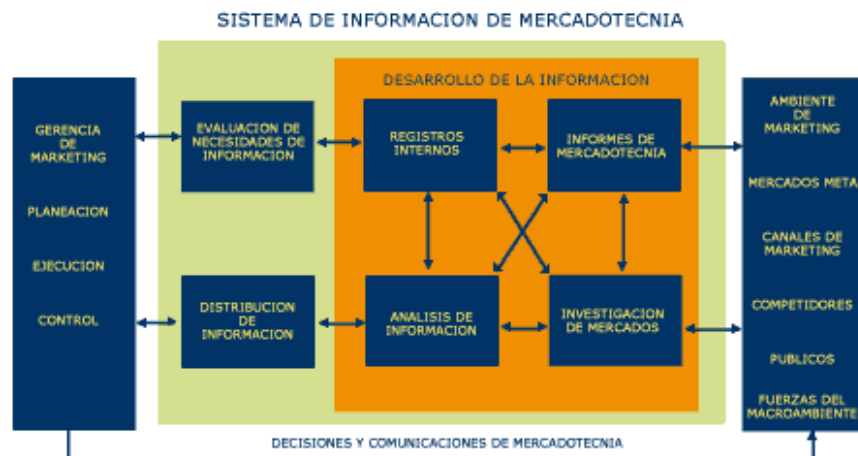 SISTEMA DE INFORMACION DE MERCADOTECNIA
GERENCIA
DE
MARKETING
PLANEACION
EJECUCION
CONTROL
EVALUACION DE
NECESIDADES DE
INFORMACION
DISTRIBUCION
DE
INFORMACION
DESARROLLO DE LA INFORMACION
REGISTROS
INTERNOS
INFORMES DE
MERCADOTECNIA
ANALISIS DE
INFORMACION
INVESTIGACION
DE MERCADOS
AMBIENTE
DE
MARKETING
MERCADOS META
CANALES DE
MARKETING
COMPETIDORES
PUBLICOS
FUERZAS DEL
MACROAMBIENTE
DECISIONES Y COMUNICACIONES DE MERCADOTECNIA